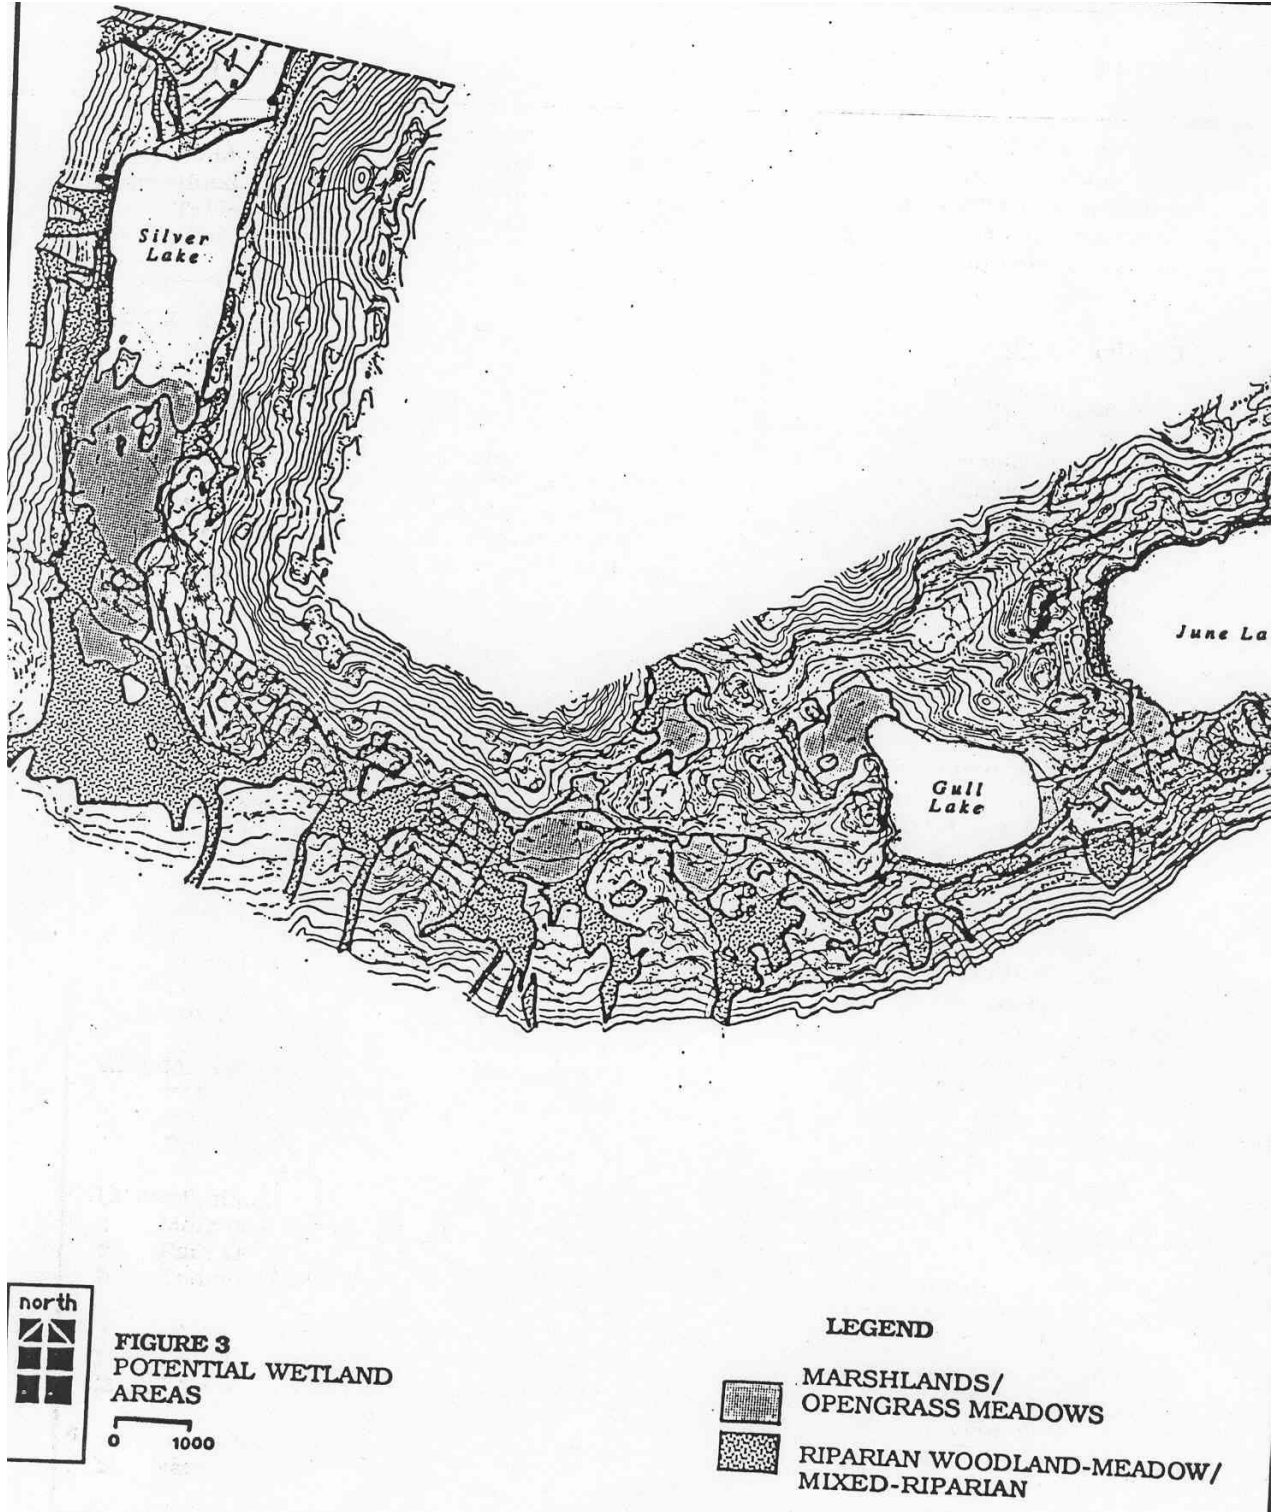 Silver
Lake
June La
Gull
Lake
north
FIGURE 3
POTENTIAL WETLAND
AREAS
0 1000
LEGEND
MARSHLANDS/
OPENGRASS MEADOWS
RIPARIAN WOODLAND-MEADOW/
MIXED-RIPARIAN